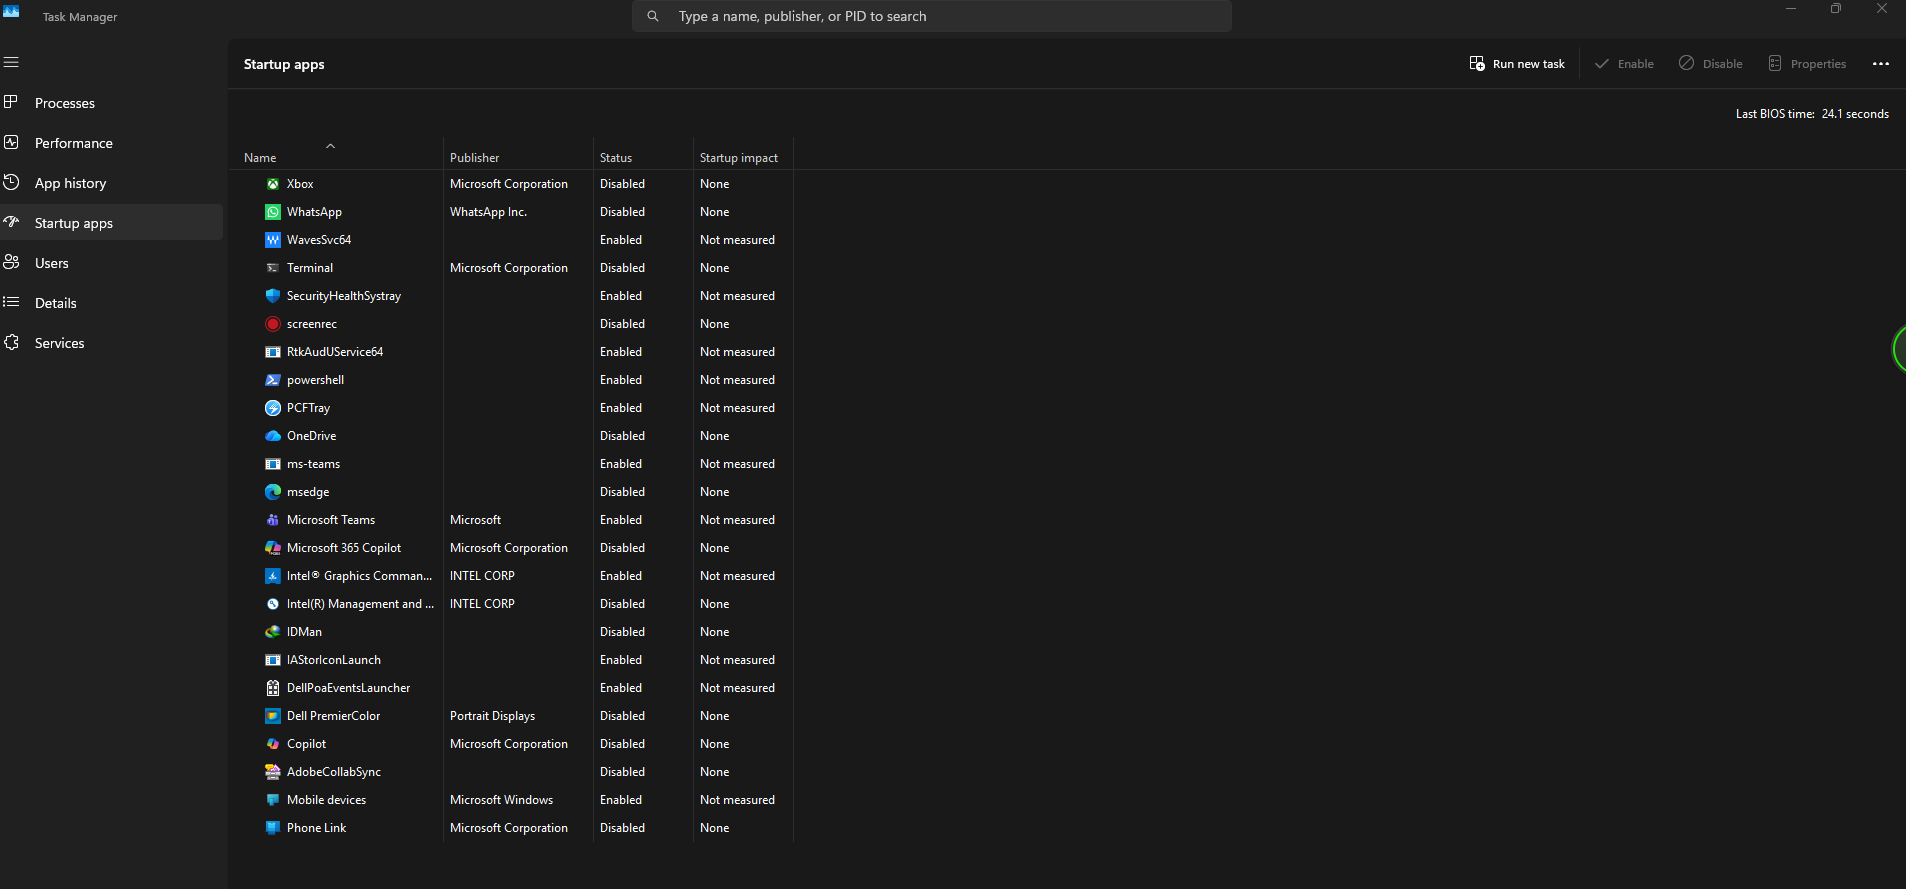 Task Manager
Type a name, publisher, or PID to search
Startup apps
Run new task
Enable
Disable
Properties
Last BIOS time: 24.1 seconds
Processes
Performance
App history
Startup apps
Users
Details
Services
Name Publisher Status Startup impact
Xbox Microsoft Corporation Disabled None
WhatsApp WhatsApp Inc. Disabled None
WavesSvc64 Enabled Not measured
Terminal Microsoft Corporation Disabled None
SecurityHealthSystray Enabled Not measured
screenrec Disabled None
RtkAudUService64 Enabled Not measured
powershell Enabled Not measured
PCFTray Enabled Not measured
OneDrive Disabled None
ms-teams Enabled Not measured
msedge Disabled None
Microsoft Teams Microsoft Enabled Not measured
Microsoft 365 Copilot Microsoft Corporation Disabled None
Intel® Graphics Comman... INTEL CORP Enabled Not measured
Intel(R) Management and ... INTEL CORP Disabled None
IDMan Disabled None
IAStorIconLaunch Enabled Not measured
DellPoaEventsLauncher Enabled Not measured
Dell PremierColor Portrait Displays Disabled None
Copilot Microsoft Corporation Disabled None
AdobeCollabSync Disabled None
Mobile devices Microsoft Windows Enabled Not measured
Phone Link Microsoft Corporation Disabled None